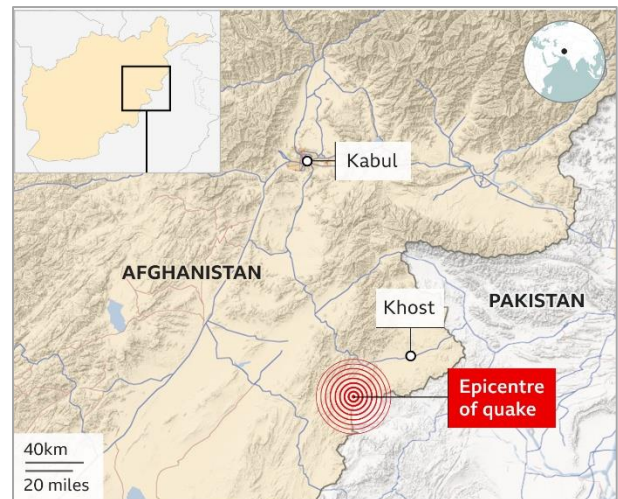 Kabul
AFGHANISTAN
Khost
PAKISTAN
Epicentre
of quake
40km
20 miles